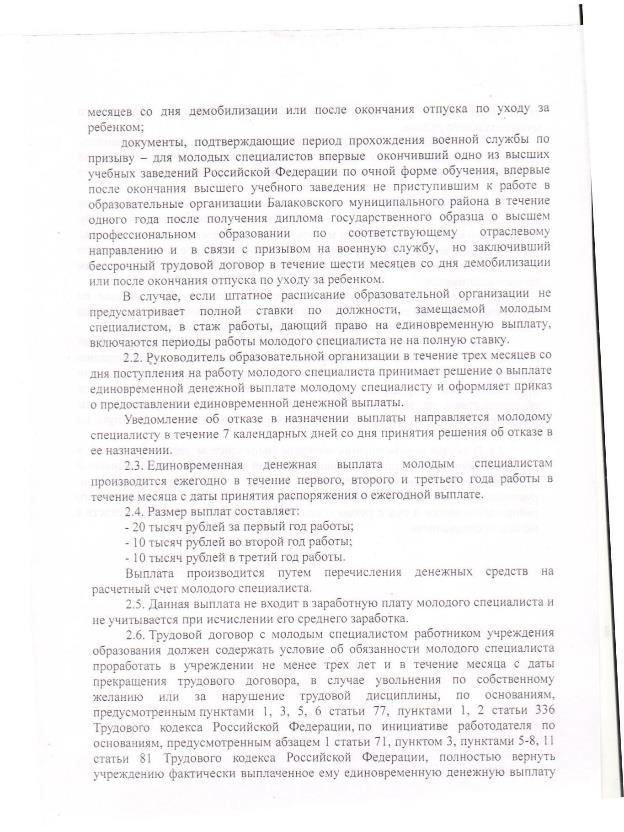 месяцев со дня демобилизации или после окончания отпуска по уходу за
ребенком;
документы, подтверждающие период прохождения военной службы по
призыву – для молодых специалистов впервые окончивший одно из высших
учебных заведений Российской Федерации по очной форме обучения, впервые
после окончания высшего учебного заведения не приступившим к работе в
образовательные организации Балаковского муниципального района в течение
одного года после получения диплома государственного образца о высшем
профессиональном образовании по соответствующему отраслевому
направлению и в связи с призывом на военную службу, но заключивший
бессрочный трудовой договор в течение шести месяцев со дня демобилизации
или после окончания отпуска по уходу за ребенком.
В случае, если штатное расписание образовательной организации не
предусматривает полной ставки по должности, замещаемой молодым
специалистом, в стаж работы, дающий право на единовременную выплату,
включаются периоды работы молодого специалиста не на полную ставку.
2.2. Руководитель образовательной организации в течение трех месяцев со
дня поступления на работу молодого специалиста принимает решение о выплате
единовременной денежной выплате молодому специалисту и оформляет приказ
о предоставлении единовременной денежной выплаты.
Уведомление об отказе в назначении выплаты направляется молодому
специалисту в течение 7 календарных дней со дня принятия решения об отказе в
ее назначении.
2.3. Единовременная денежная выплата молодым специалистам
производится ежегодно в течение первого, второго и третьего года работы в
течение месяца с даты принятия распоряжения о ежегодной выплате.
2.4. Размер выплат составляет:
- 20 тысяч рублей за первый год работы;
- 10 тысяч рублей во второй год работы;
- 10 тысяч рублей в третий год работы.
Выплата производится путем перечисления денежных средств на
расчетный счет молодого специалиста.
2.5. Данная выплата не входит в заработную плату молодого специалиста и
не учитывается при исчислении его среднего заработка.
2.6. Трудовой договор с молодым специалистом работником учреждения
образования должен содержать условие об обязанности молодого специалиста
проработать в учреждении не менее трех лет и в течение месяца с даты
прекращения трудового договора, в случае увольнения по собственному
желанию или за нарушение трудовой дисциплины, по основаниям,
предусмотренным пунктами 1, 3, 5, 6 статьи 77, пунктами 1, 2 статьи 336
Трудового кодекса Российской Федерации, по инициативе работодателя по
основаниям, предусмотренным абзацем 1 статьи 71, пунктом 3, пунктами 5-8, 11
статьи 81 Трудового кодекса Российской Федерации, полностью вернуть
учреждению фактически выплаченное ему единовременную денежную выплату